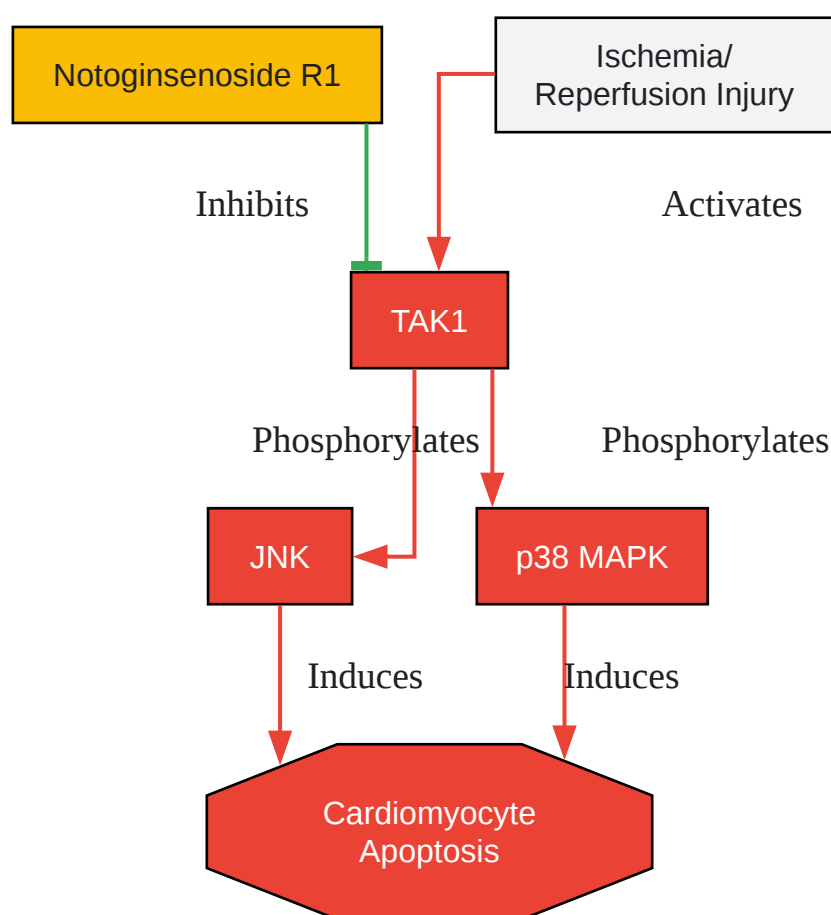 Notoginsenoside R1
Ischemia/
Reperfusion Injury
Inhibits
Activates
TAK1
Phosphorylates
Phosphorylates
JNK
p38 MAPK
Induces
Induces
Cardiomyocyte
Apoptosis